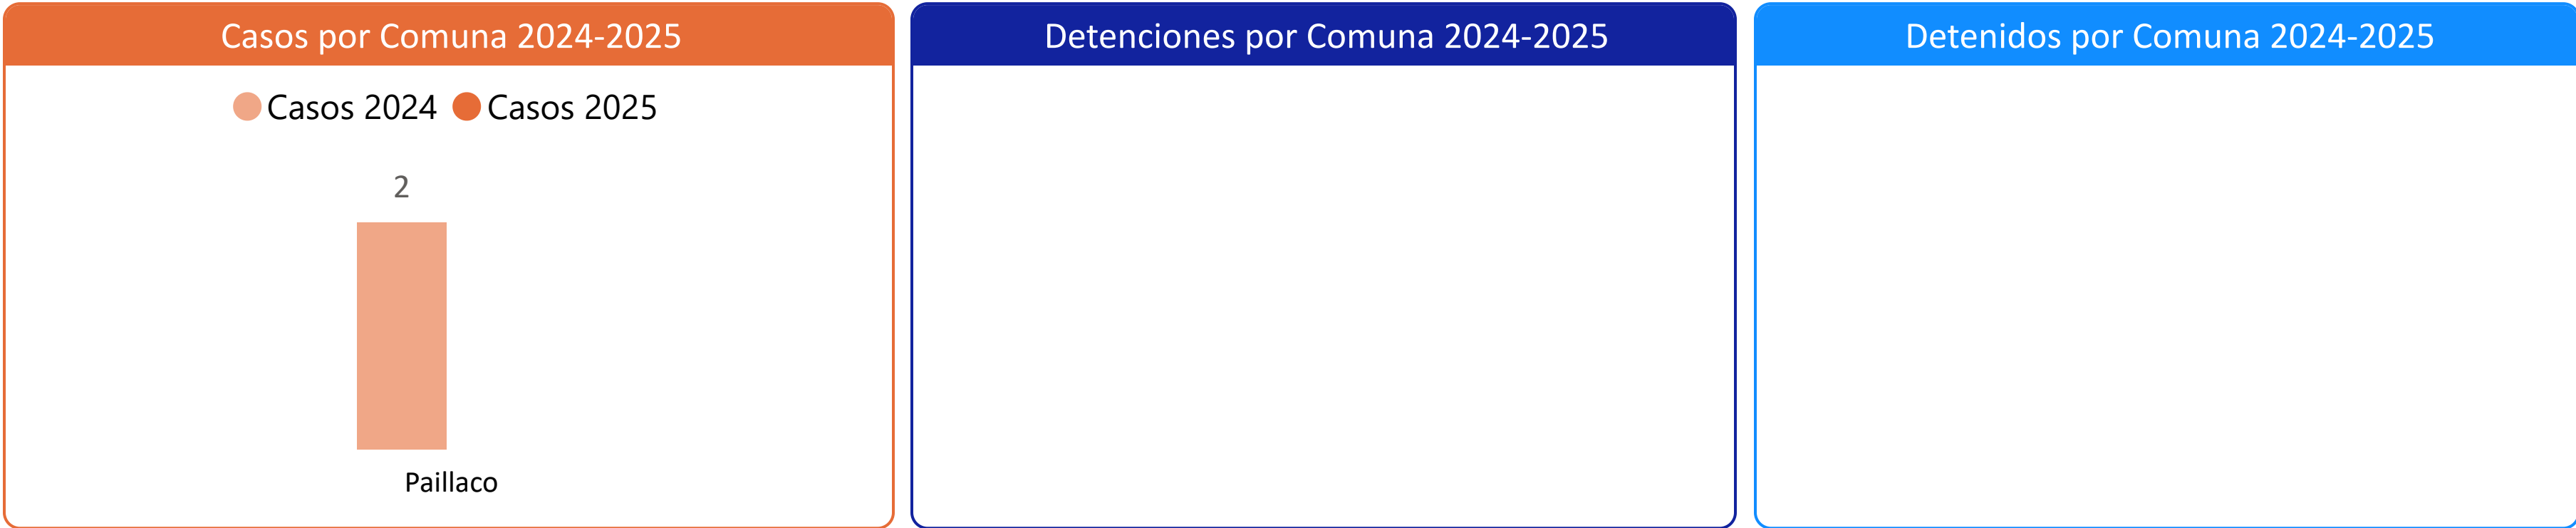 Casos por Comuna 2024-2025
Casos 2024 Casos 2025
2
Paillaco
Detenciones por Comuna 2024-2025
Detenidos por Comuna 2024-2025